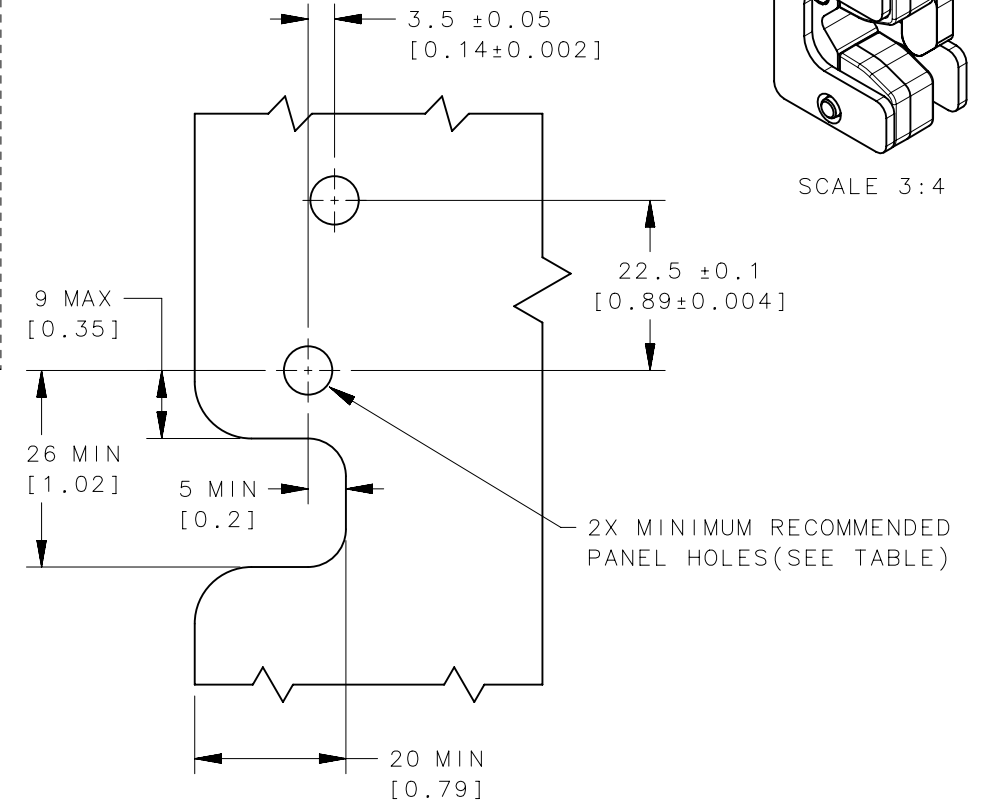 3.5 ±0.05
[0.14±0.002]
SCALE 3:4
22.5 ±0.1
[0.89±0.004]
9 MAX
[0.35]
26 MIN
[1.02]
5 MIN
[0.2]
2X MINIMUM RECOMMENDED
PANEL HOLES(SEE TABLE)
20 MIN
[0.79]